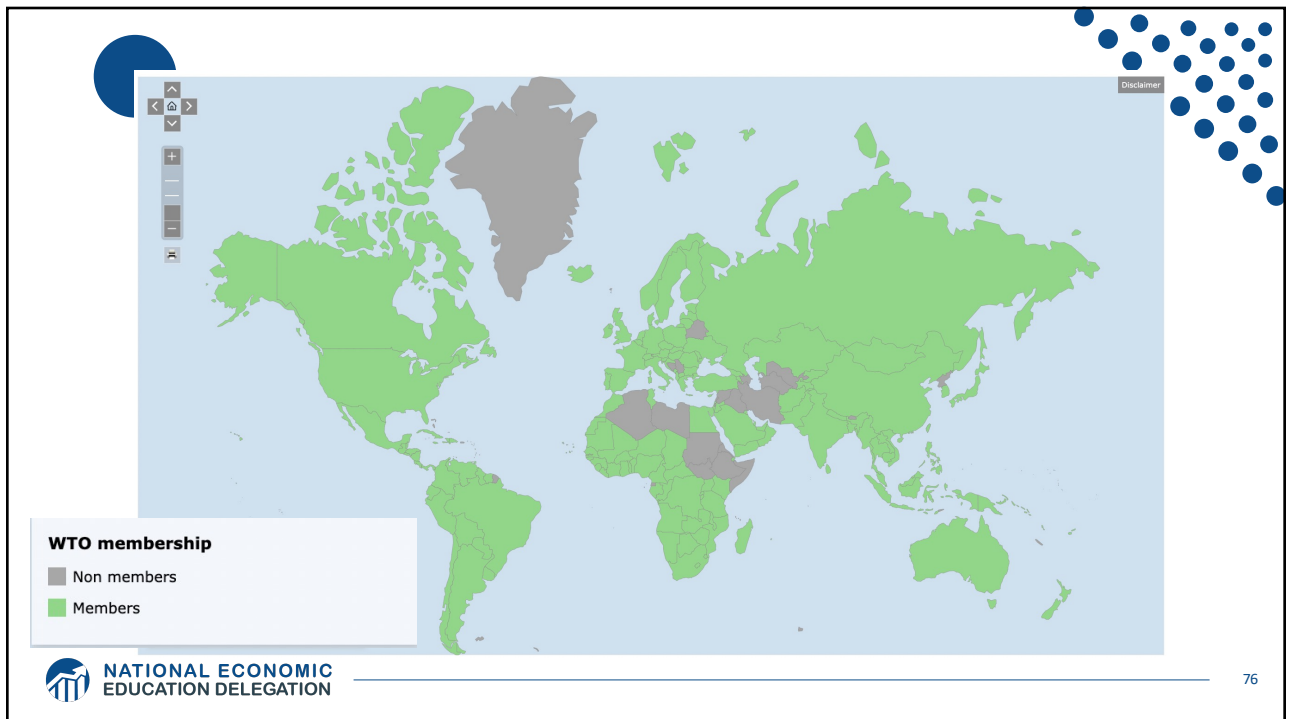 Disclaimer
WTO membership
Non members
Members
NATIONAL ECONOMIC
EDUCATION DELEGATION
76